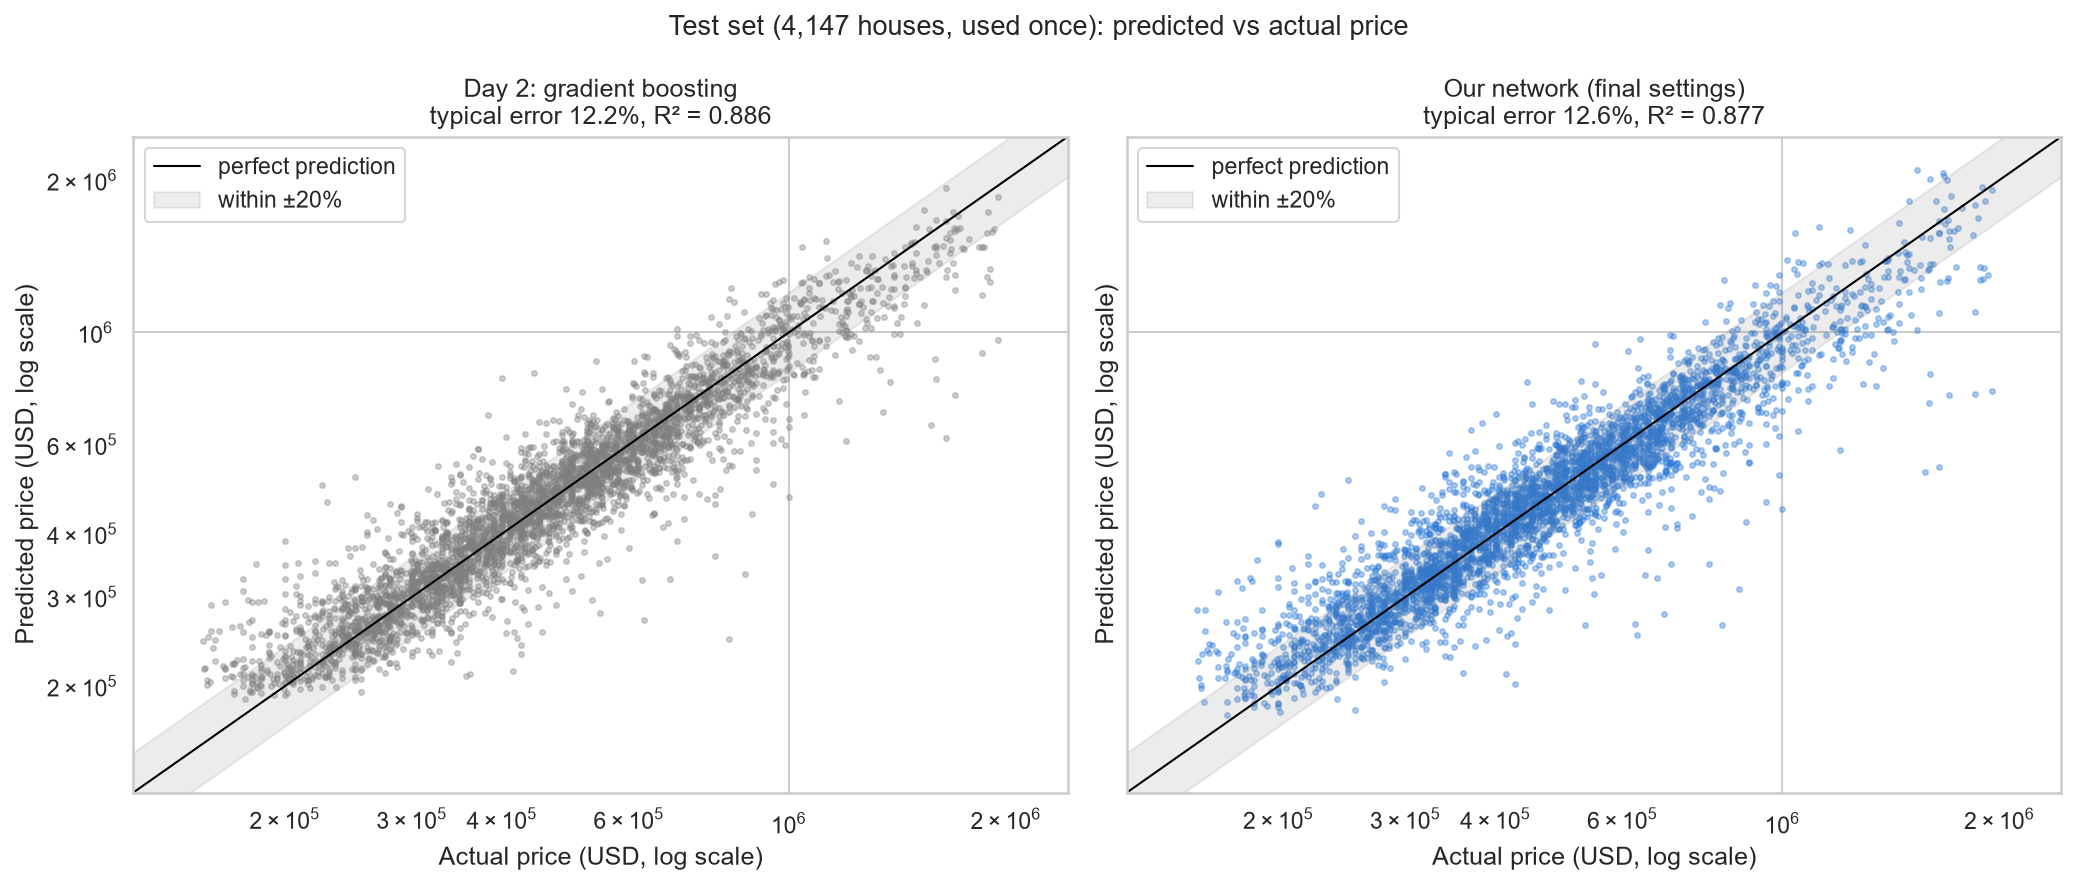 Test set (4,147 houses, used once): predicted vs actual price
Day 2: gradient boosting
typical error 12.2%, R² = 0.886
perfect prediction
within ±20%
Predicted price (USD, log scale)
2 × 10⁶
10⁶
6 × 10⁵
4 × 10⁵
3 × 10⁵
2 × 10⁵
2 × 10⁵ 3 × 10⁵ 4 × 10⁵ 6 × 10⁵ 10⁶ 2 × 10⁶
Actual price (USD, log scale)
Our network (final settings)
typical error 12.6%, R² = 0.877
perfect prediction
within ±20%
Predicted price (USD, log scale)
2 × 10⁵ 3 × 10⁵ 4 × 10⁵ 6 × 10⁵ 10⁶ 2 × 10⁶
Actual price (USD, log scale)